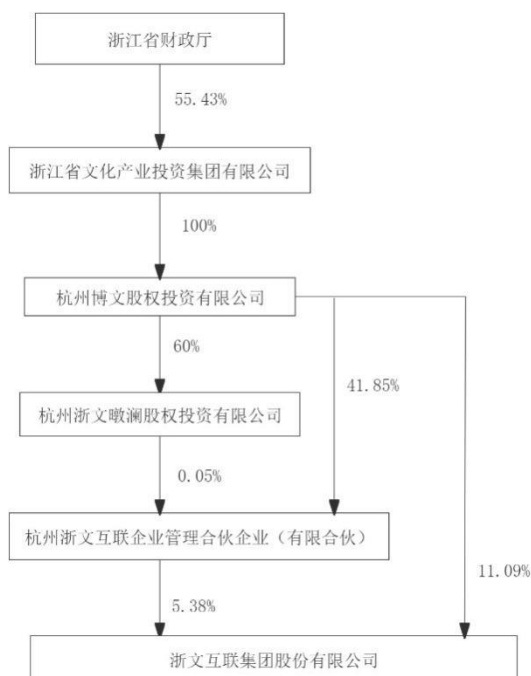 浙江省财政厅
55.43%
浙江省文化产业投资集团有限公司
100%
杭州博文股权投资有限公司
60%
41.85%
杭州浙文暾澜股权投资有限公司
0.05%
杭州浙文互联企业管理合伙企业（有限合伙）
11.09%
5.38%
浙文互联集团股份有限公司